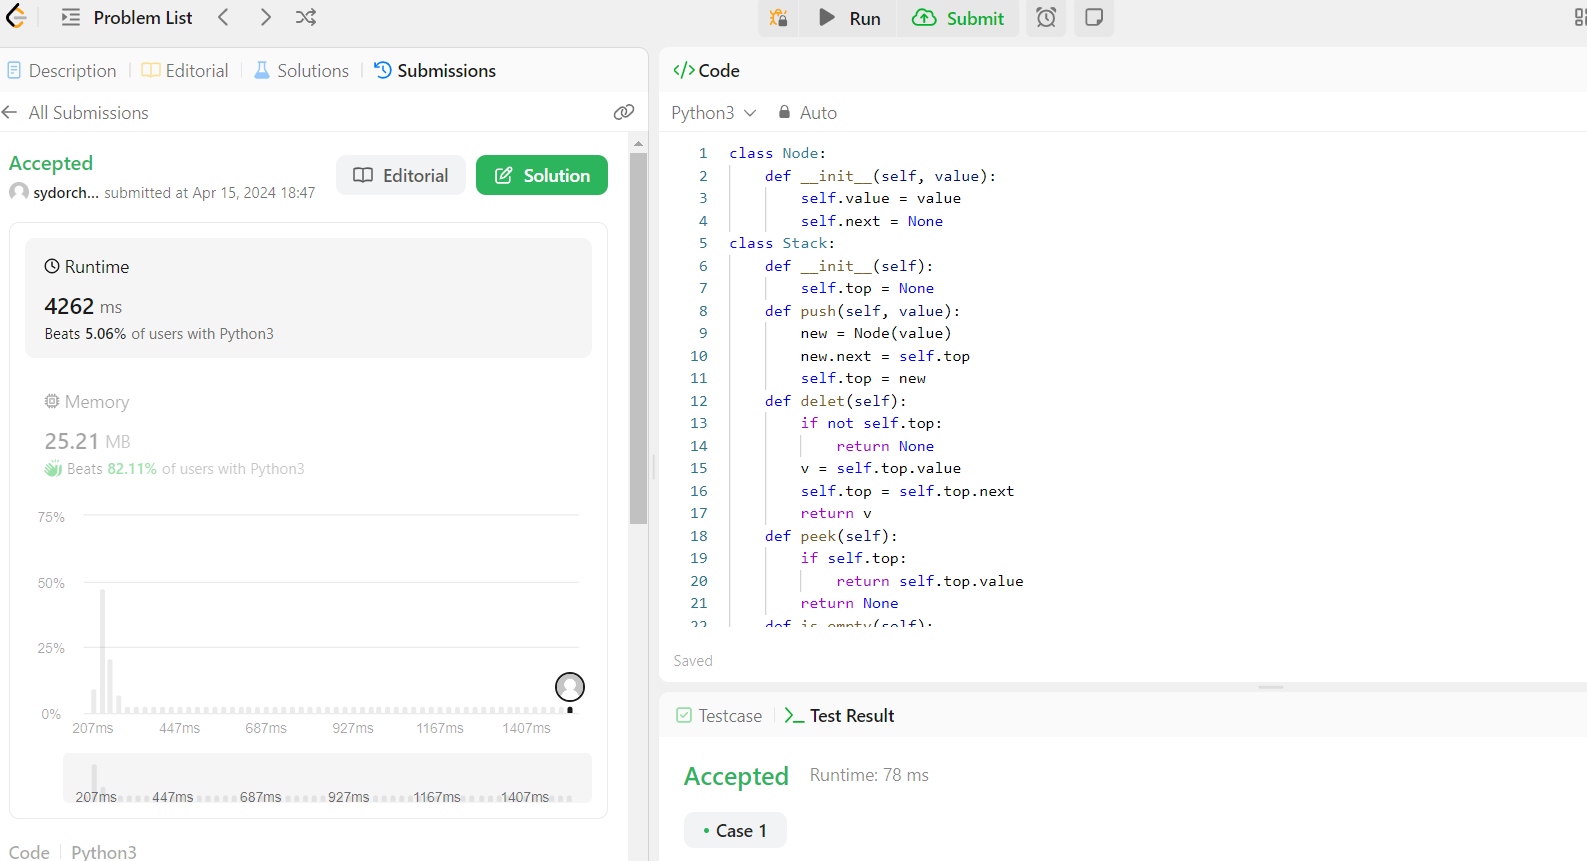 Problem List
Run
Submit
Description
Editorial
Solutions
Submissions
All Submissions
Accepted
sydorch... submitted at Apr 15, 2024 18:47
Editorial
Solution
Runtime
4262 ms
Beats 5.06% of users with Python3
Memory
25.21 MB
Beats 82.11% of users with Python3
75%
50%
25%
0%
207ms 447ms 687ms 927ms 1167ms 1407ms
207ms 447ms 687ms 927ms 1167ms 1407ms
Code Python3
</> Code
Python3 Auto
1 class Node:
2 def __init__(self, value):
3 self.value = value
4 self.next = None
5 class Stack:
6 def __init__(self):
7 self.top = None
8 def push(self, value):
9 new = Node(value)
10 new.next = self.top
11 self.top = new
12 def delet(self):
13 if not self.top:
14 return None
15 v = self.top.value
16 self.top = self.top.next
17 return v
18 def peek(self):
19 if self.top:
20 return self.top.value
21 return None
22 def is_empty(self):
Saved
Testcase
Test Result
Accepted Runtime: 78 ms
Case 1